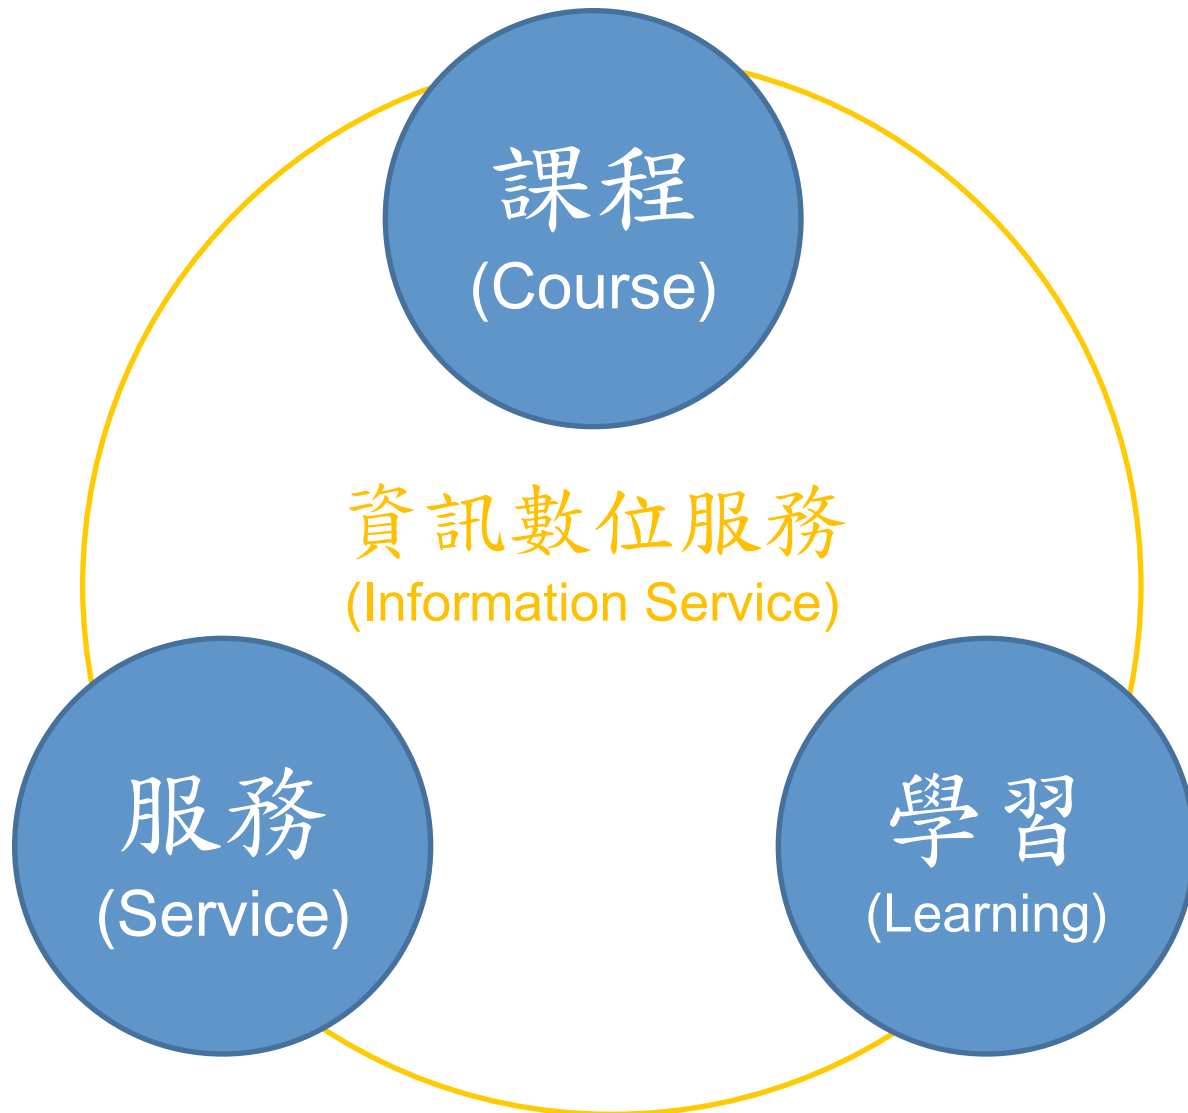 課程
(Course)
資訊數位服務
(Information Service)
服務
(Service)
學習
(Learning)